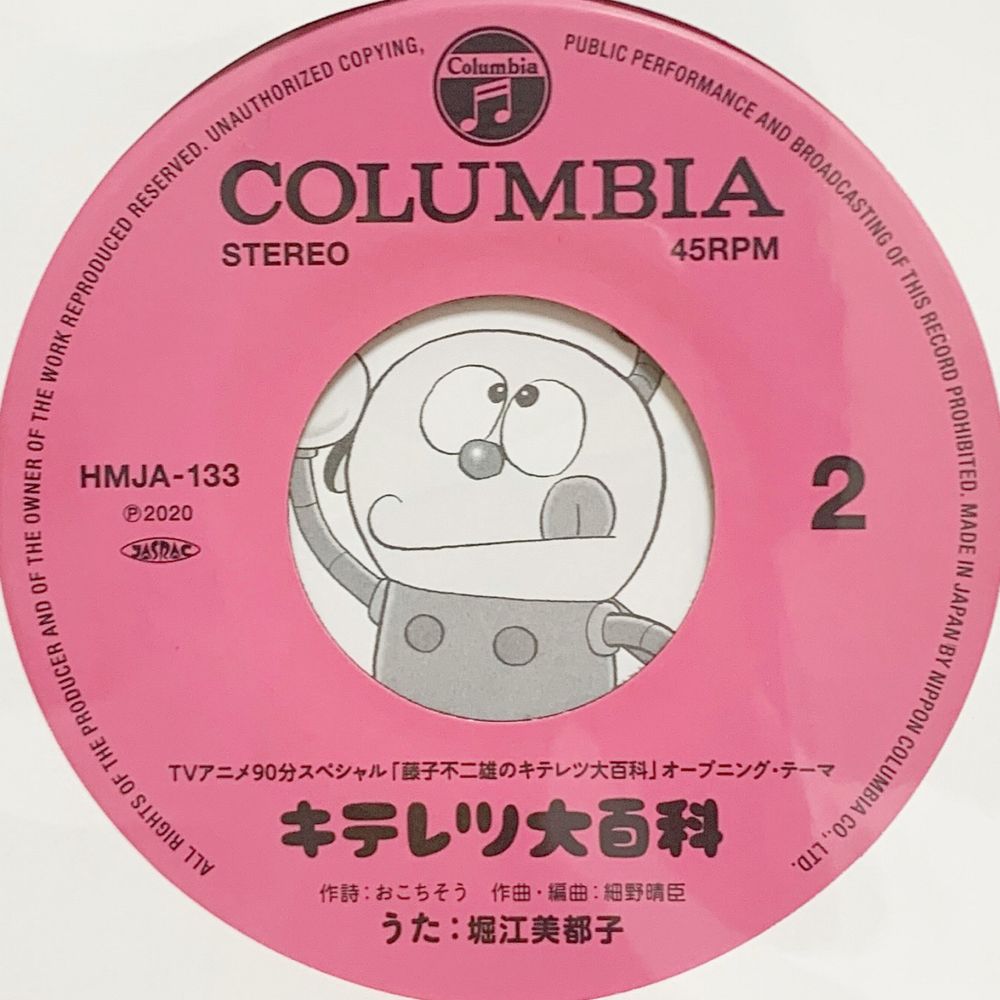 ALL RIGHTS OF THE PRODUCER AND OF THE OWNER OF THE WORK REPRODUCED RESERVED. UNAUTHORIZED COPYING, PUBLIC PERFORMANCE AND BROADCASTING OF THIS RECORD PROHIBITED. MADE IN JAPAN BY NIPPON COLUMBIA CO., LTD.
Columbia
COLUMBIA
STEREO 45RPM
HMJA-133
℗2020
JASRAC
2
TVアニメ90分スペシャル「藤子不二雄のキテレツ大百科」オープニング・テーマ
キテレツ大百科
作詩:おこちそう 作曲・編曲:細野晴臣
うた:堀江美都子